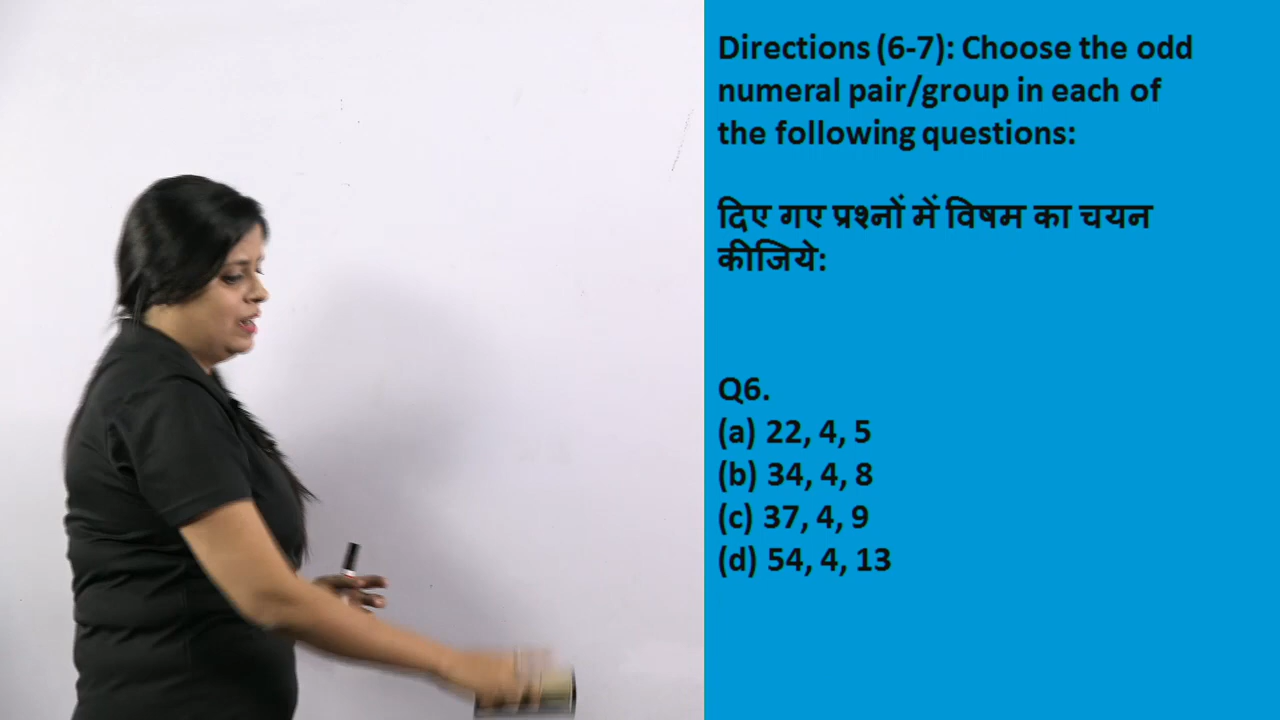 Directions (6-7): Choose the odd
numeral pair/group in each of
the following questions:
दिए गए प्रश्नों में विषम का चयन
कीजिये:
Q6.
(a) 22, 4, 5
(b) 34, 4, 8
(c) 37, 4, 9
(d) 54, 4, 13